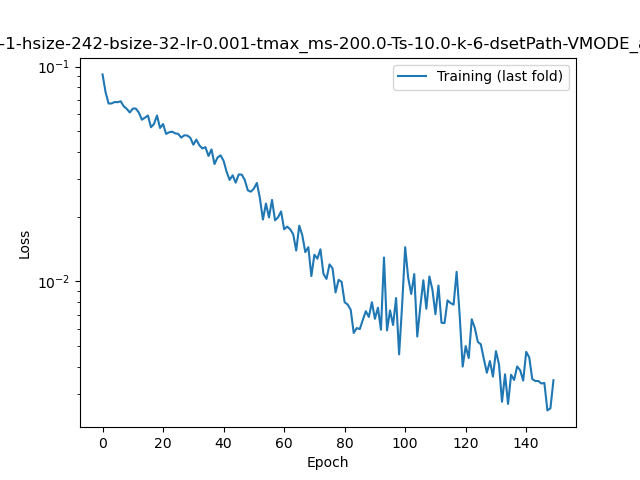 -1-hsize-242-bsize-32-lr-0.001-tmax_ms-200.0-Ts-10.0-k-6-dsetPath-VMODE_
Training (last fold)
10⁻¹
10⁻²
Loss
0 20 40 60 80 100 120 140
Epoch